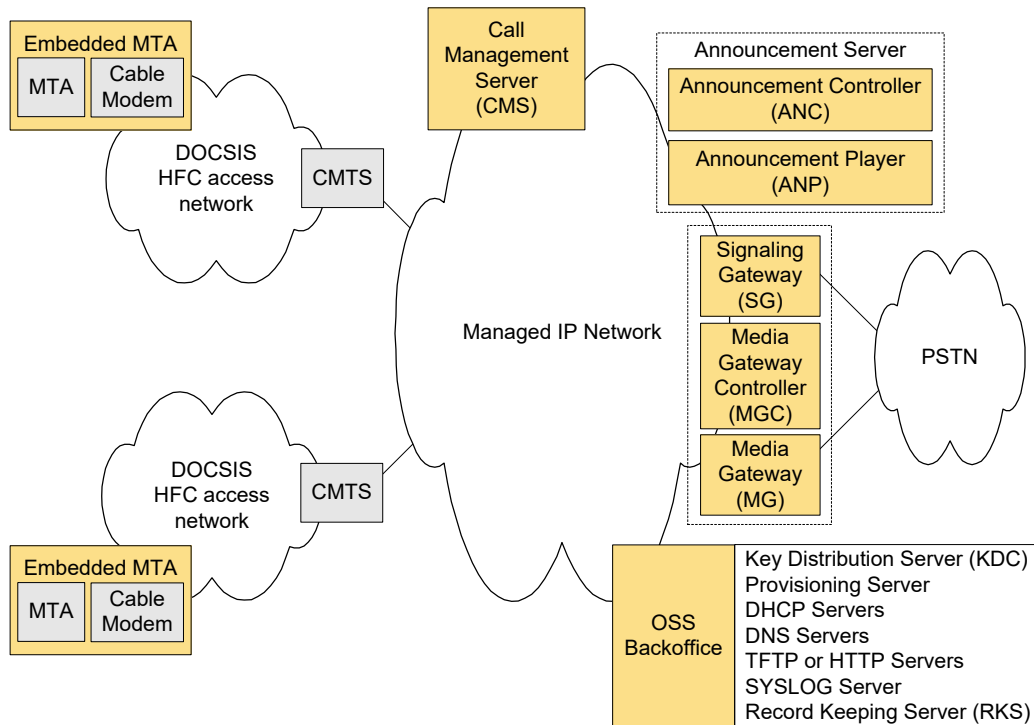 Embedded MTA
MTA
Cable
Modem
DOCSIS
HFC access
network
CMTS
Call
Management
Server
(CMS)
Announcement Server
Announcement Controller
(ANC)
Announcement Player
(ANP)
Signaling
Gateway
(SG)
Media
Gateway
Controller
(MGC)
Media
Gateway
(MG)
Managed IP Network
PSTN
DOCSIS
HFC access
network
CMTS
Embedded MTA
MTA
Cable
Modem
OSS
Backoffice
Key Distribution Server (KDC)
Provisioning Server
DHCP Servers
DNS Servers
TFTP or HTTP Servers
SYSLOG Server
Record Keeping Server (RKS)